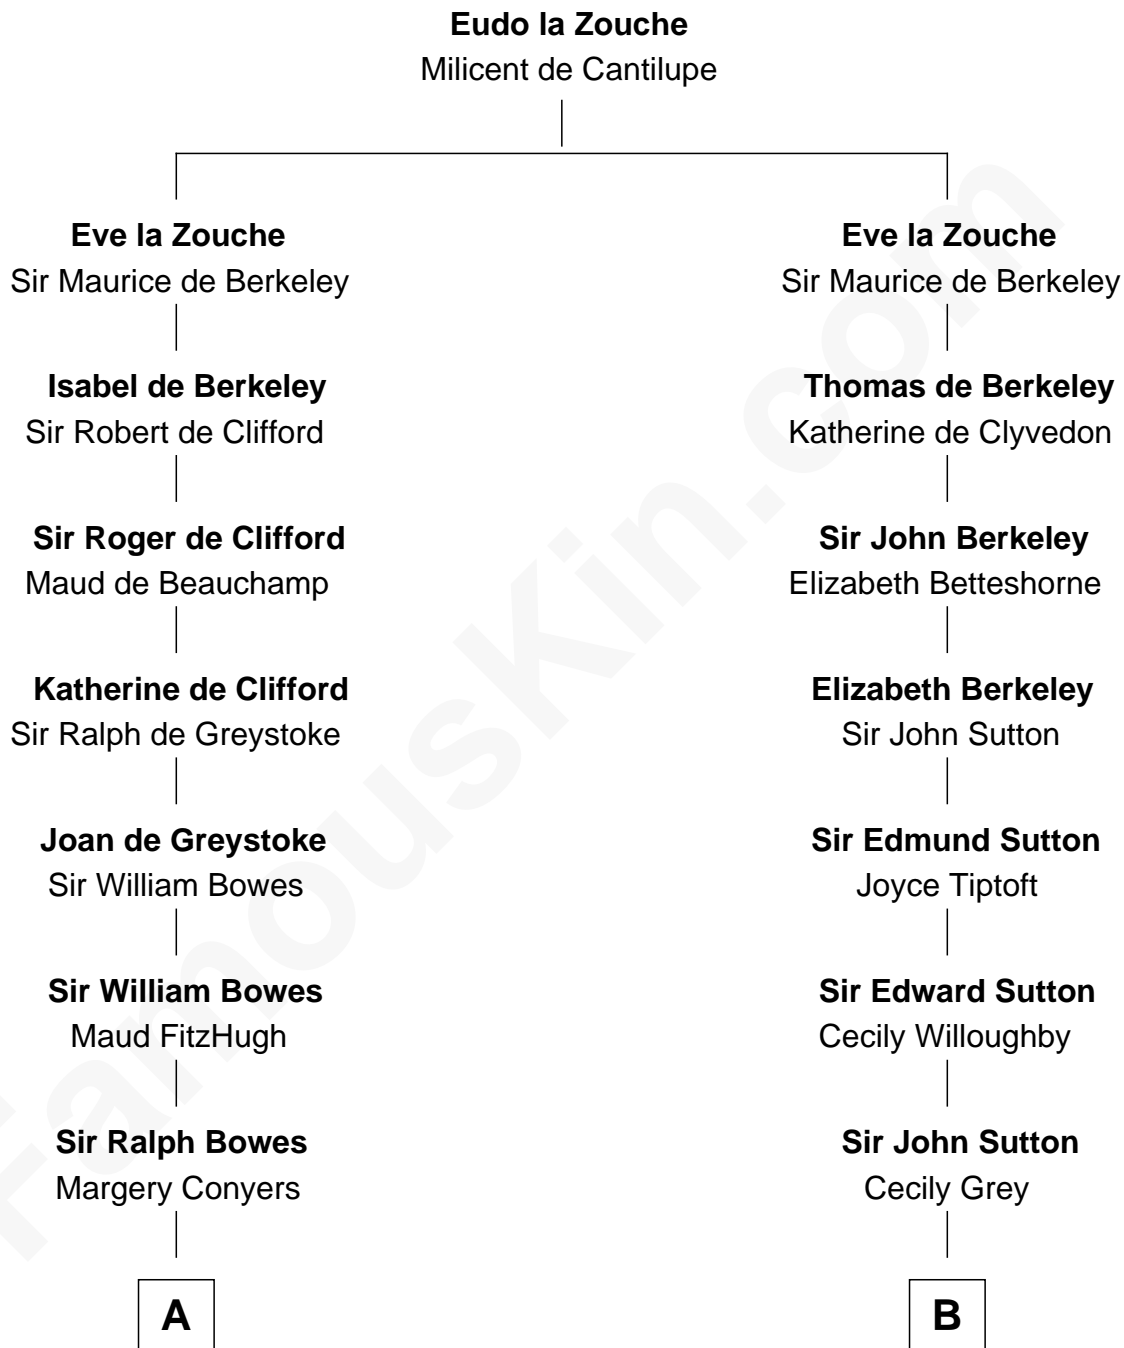 Eudo la Zouche
Milicent de Cantilupe
Eve la Zouche
Sir Maurice de Berkeley
Isabel de Berkeley
Sir Robert de Clifford
Sir Roger de Clifford
Maud de Beauchamp
Katherine de Clifford
Sir Ralph de Greystoke
Joan de Greystoke
Sir William Bowes
Sir William Bowes
Maud FitzHugh
Sir Ralph Bowes
Margery Conyers
A
Eve la Zouche
Sir Maurice de Berkeley
Thomas de Berkeley
Katherine de Clyvedon
Sir John Berkeley
Elizabeth Betteshorne
Elizabeth Berkeley
Sir John Sutton
Sir Edmund Sutton
Joyce Tiptoft
Sir Edward Sutton
Cecily Willoughby
Sir John Sutton
Cecily Grey
B
FamousKin.com